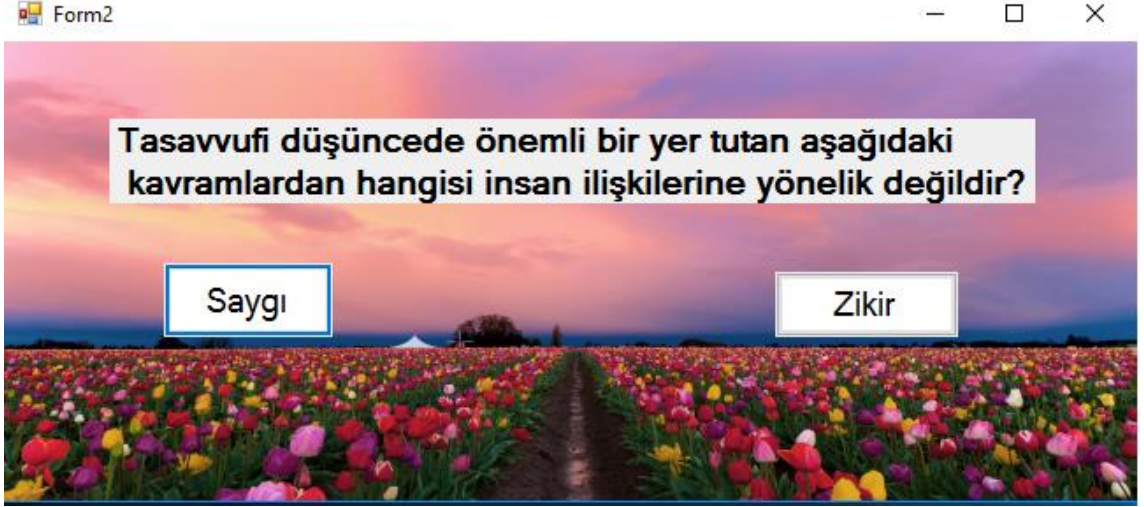 Form2
Tasavvufi düşüncede önemli bir yer tutan aşağıdaki
kavramlardan hangisi insan ilişkilerine yönelik değildir?
Saygı
Zikir